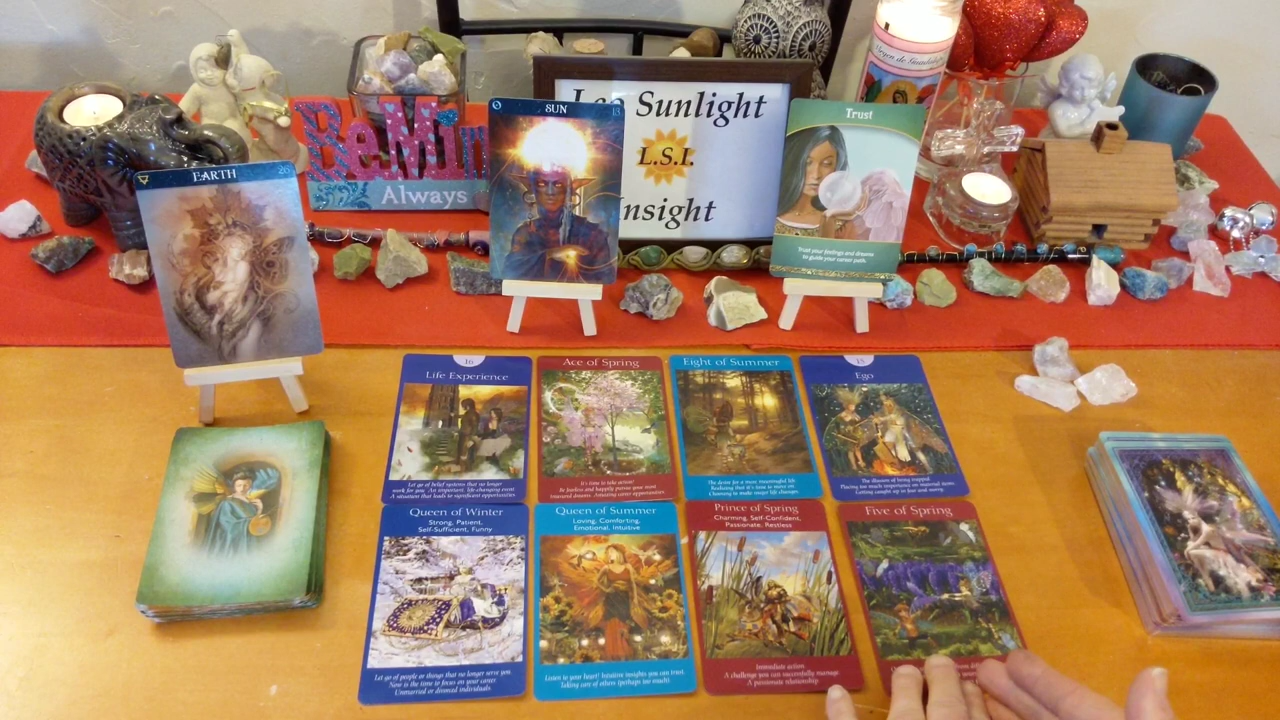 Virgen de Guadalupe
SUN
13
Leo Sunlight
L.S.I.
Insight
Trust
Trust your feelings and dreams
to guide your career path.
BeMin
Always
EARTH
26
16
Life Experience
Let go of belief systems that no longer
work for you. An important, life-changing event.
A situation that leads to significant opportunities
Ace of Spring
It's time to take action!
Be fearless and happily pursue your most
treasured dreams. Amazing career opportunities.
Eight of Summer
The desire for a more meaningful life.
Realizing that it's time to move on.
Choosing to make major life changes.
15
Ego
The illusion of being trapped.
Placing too much importance on material items.
Getting caught up in fear and worry.
Queen of Winter
Strong, Patient,
Self-Sufficient, Funny
Let go of people or things that no longer serve you.
Now is the time to focus on your career.
Unmarried or divorced individuals.
Queen of Summer
Loving, Comforting,
Emotional, Intuitive
Listen to your heart! Intuitive insights you can trust.
Taking care of others (perhaps too much).
Prince of Spring
Charming, Self-Confident,
Passionate, Restless
Immediate action.
A challenge you can successfully manage.
A passionate relationship.
Five of Spring